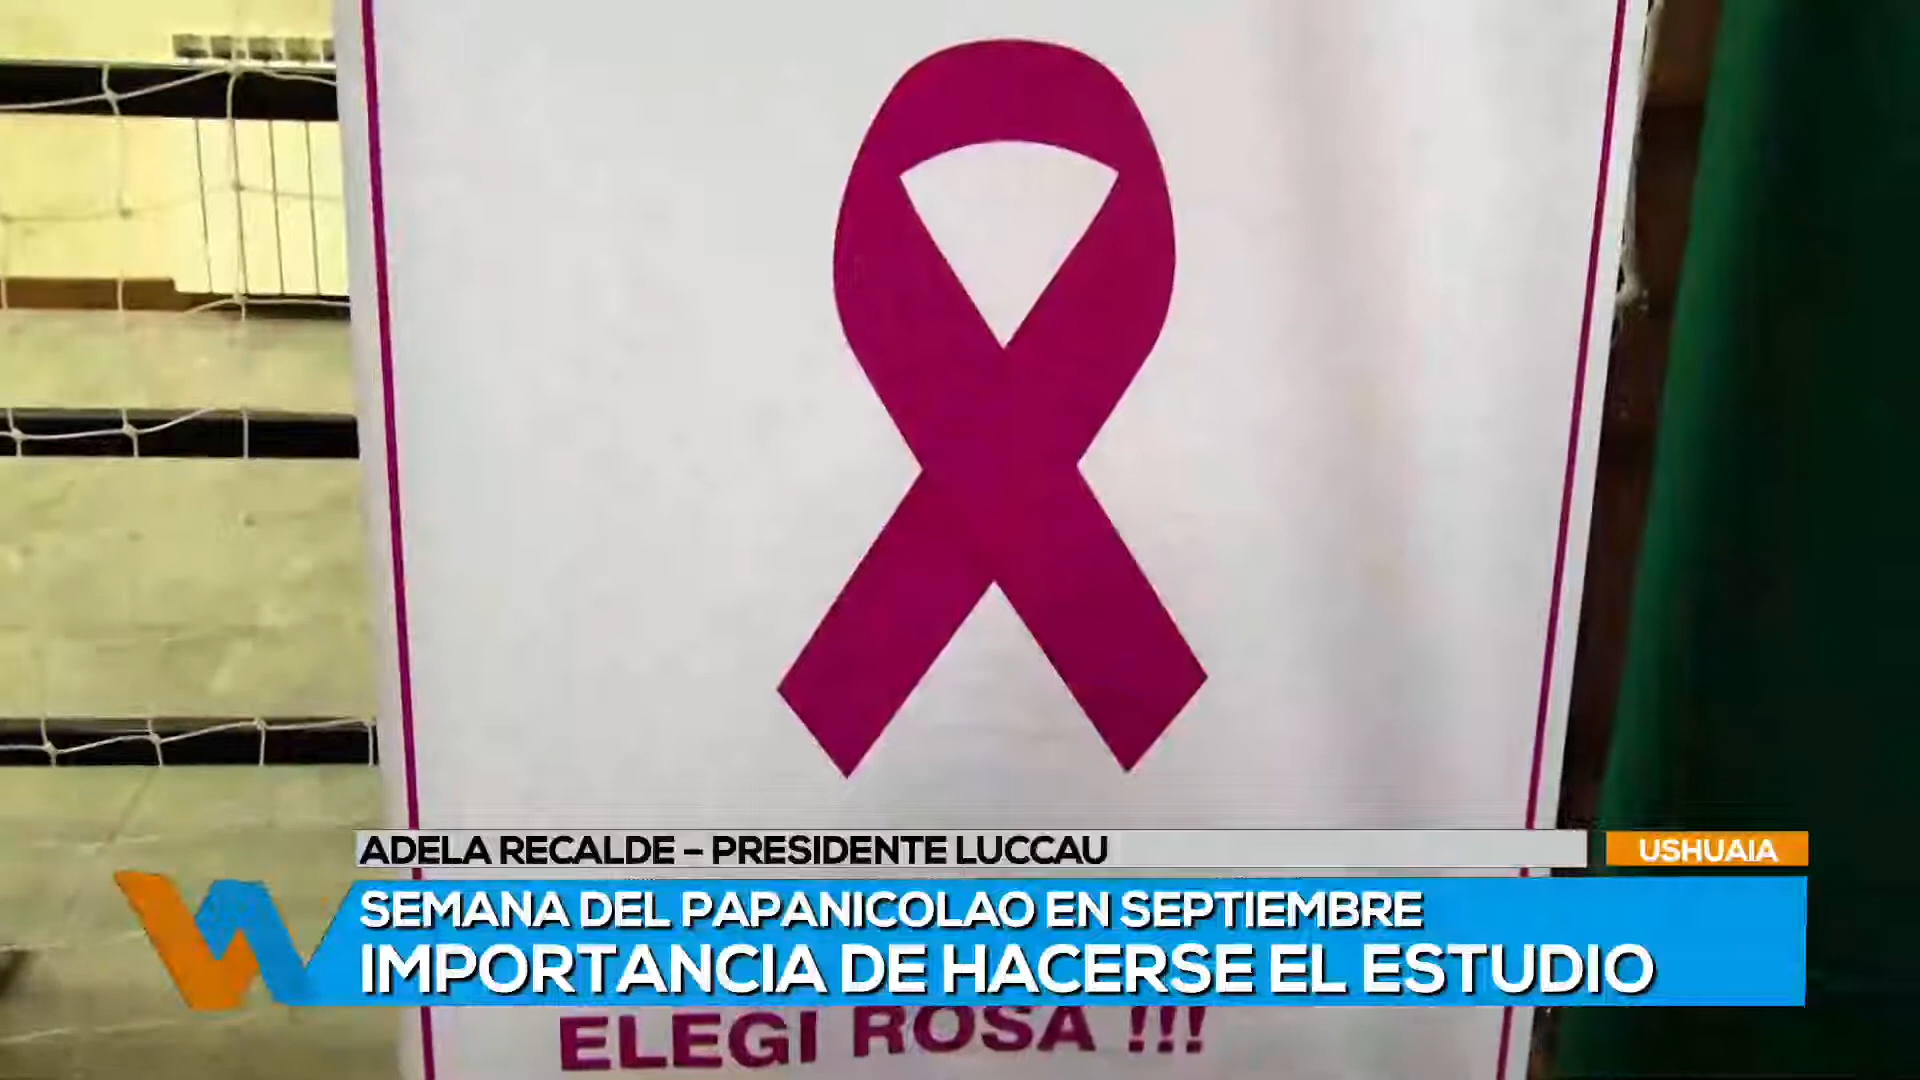 ADELA RECALDE – PRESIDENTE LUCCAU
USHUAIA
SEMANA DEL PAPANICOLAO EN SEPTIEMBRE
IMPORTANCIA DE HACERSE EL ESTUDIO
ELEGI ROSA !!!